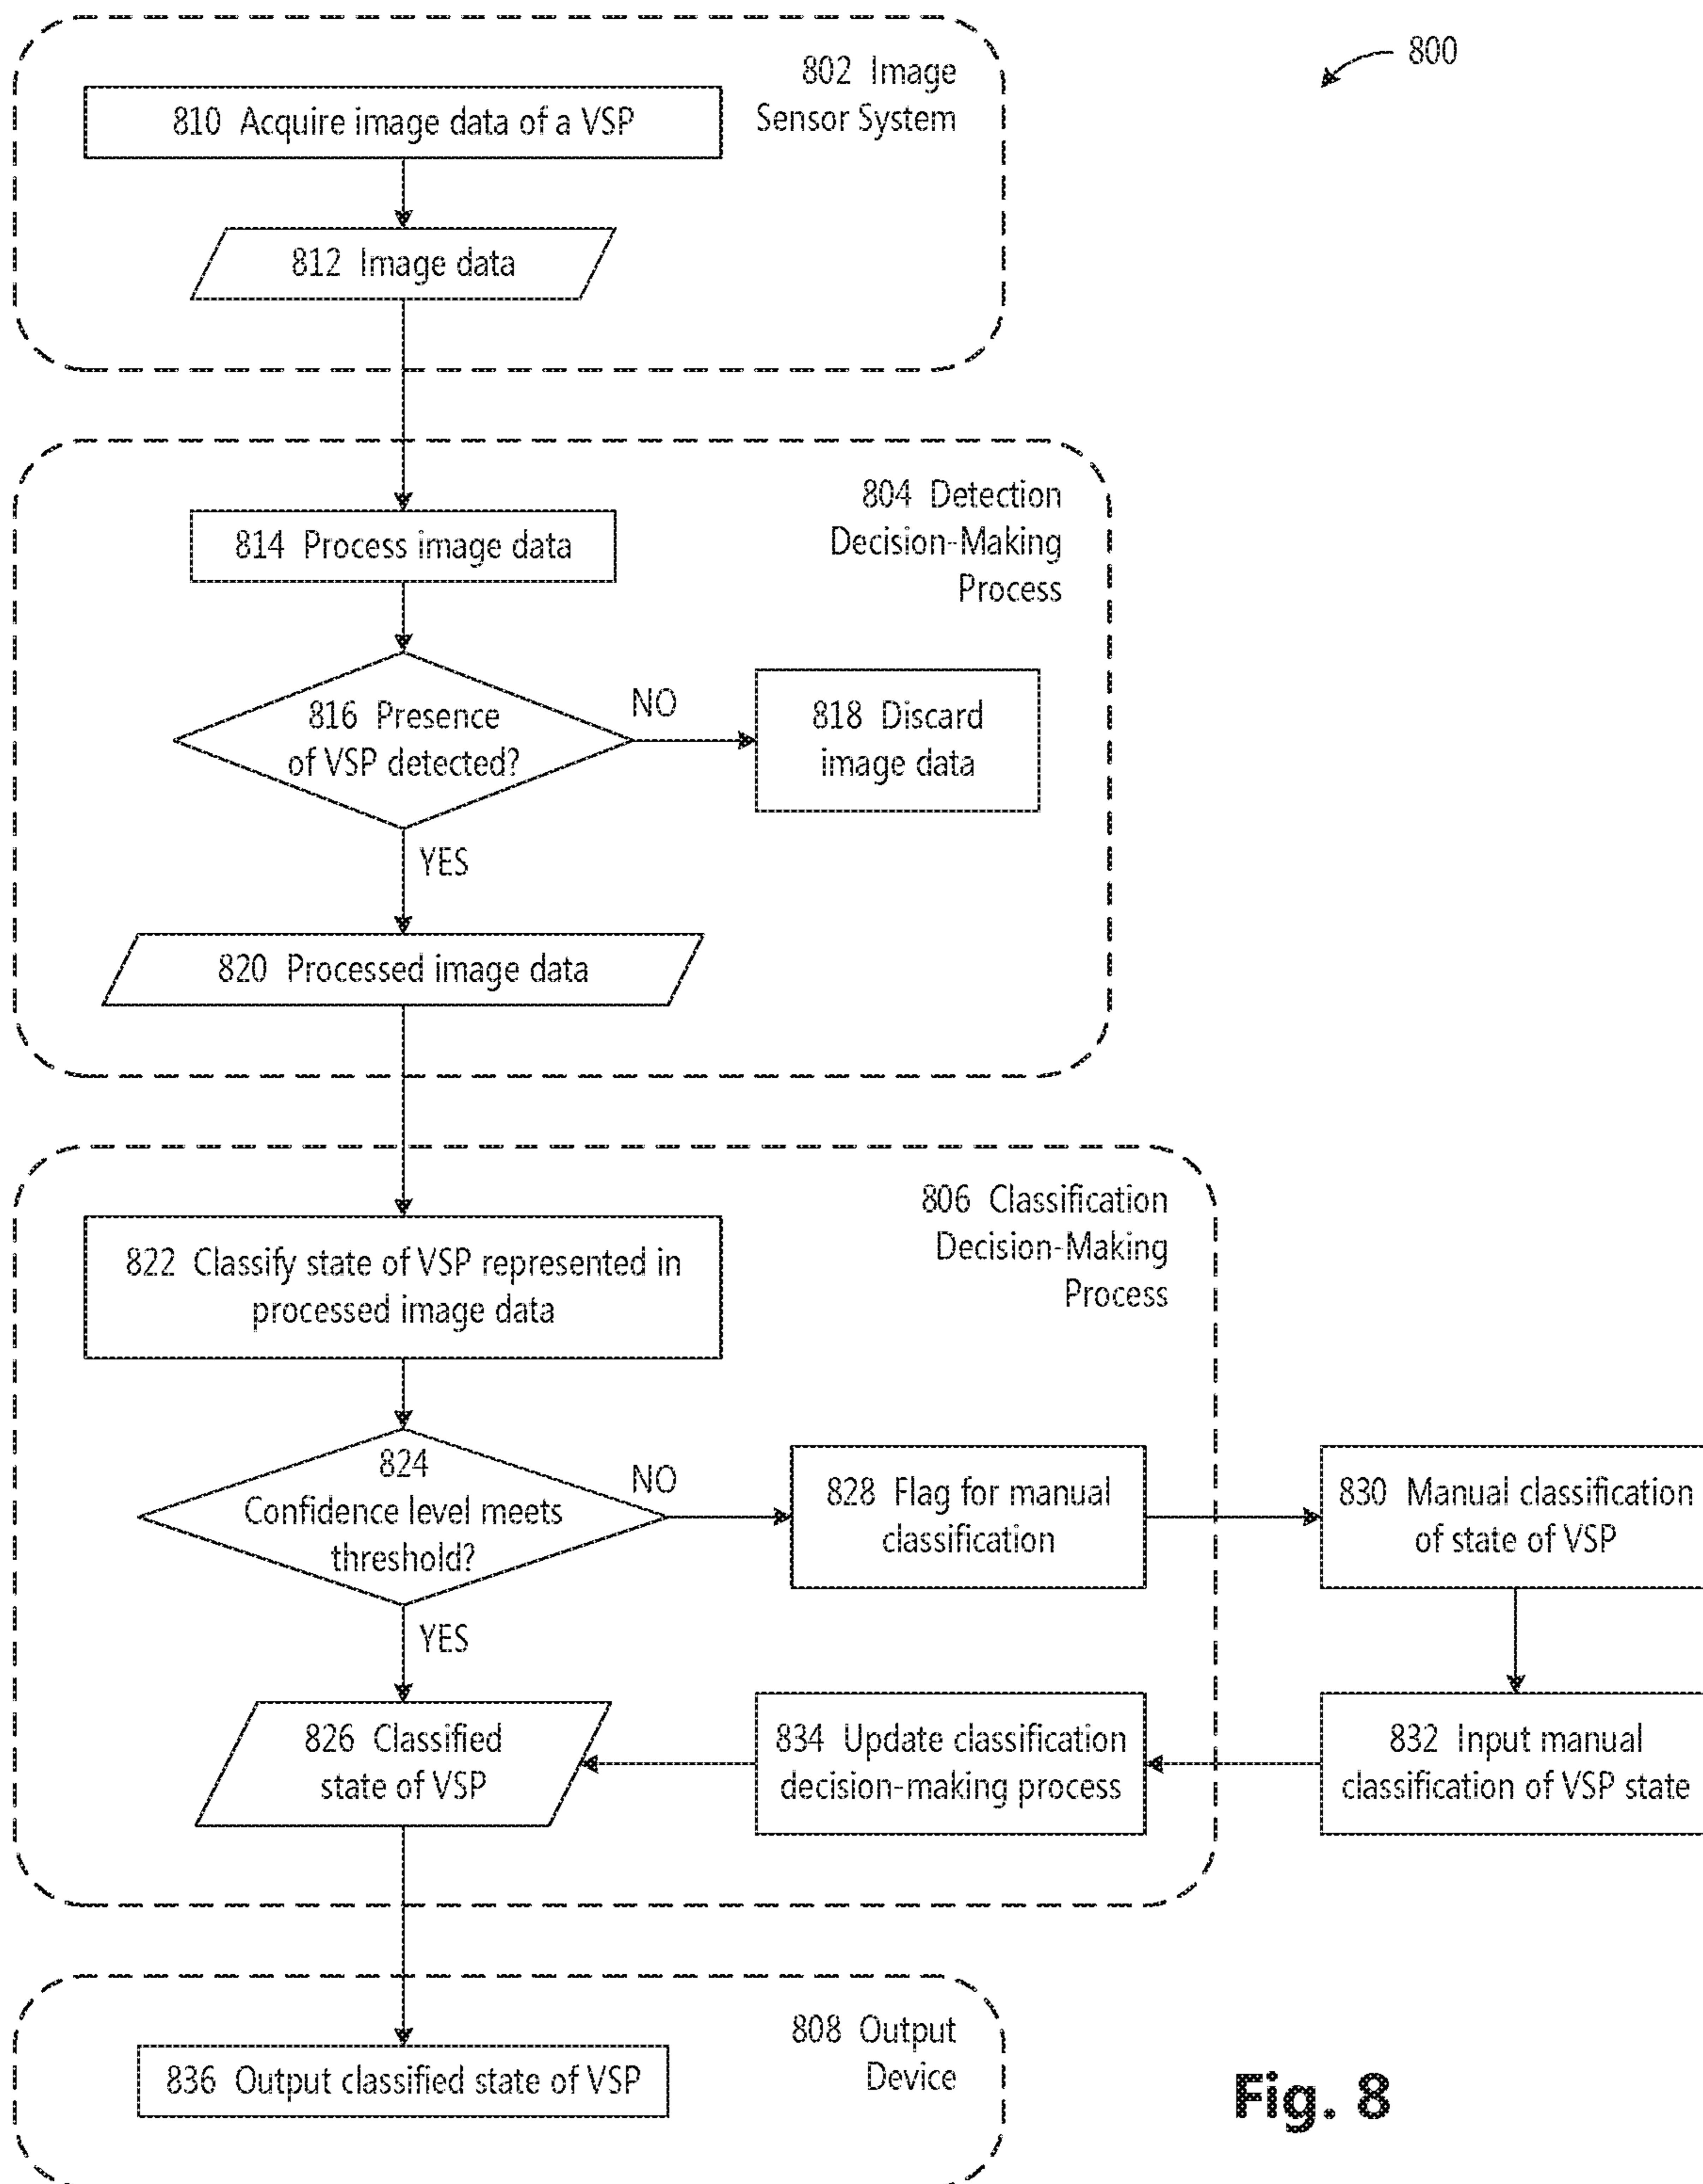 800
802 Image
Sensor System
810 Acquire image data of a VSP
812 Image data
804 Detection
Decision-Making
Process
814 Process image data
816 Presence
of VSP detected?
NO
818 Discard
image data
YES
820 Processed image data
806 Classification
Decision-Making
Process
822 Classify state of VSP represented in
processed image data
824
Confidence level meets
threshold?
NO
828 Flag for manual
classification
830 Manual classification
of state of VSP
YES
826 Classified
state of VSP
834 Update classification
decision-making process
832 Input manual
classification of VSP state
808 Output
Device
836 Output classified state of VSP
Fig. 8